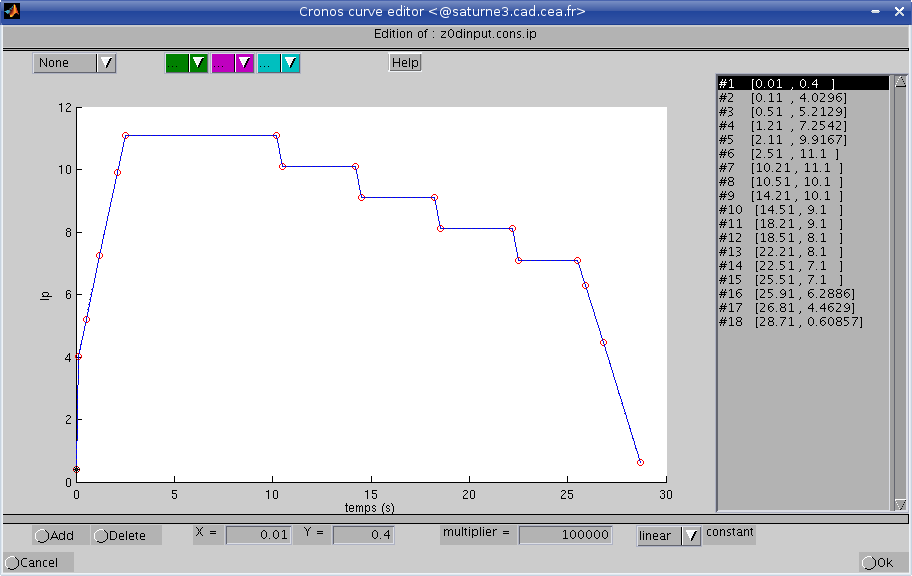 Cronos curve editor <@saturne3.cad.cea.fr>
Edition of : z0dinput.cons.ip
None ... ... ... Help
#1 [0.01 , 0.4 ]
#2 [0.11 , 4.0296]
#3 [0.51 , 5.2129]
#4 [1.21 , 7.2542]
#5 [2.11 , 9.9167]
#6 [2.51 , 11.1 ]
#7 [10.21 , 11.1 ]
#8 [10.51 , 10.1 ]
#9 [14.21 , 10.1 ]
#10 [14.51 , 9.1 ]
#11 [18.21 , 9.1 ]
#12 [18.51 , 8.1 ]
#13 [22.21 , 8.1 ]
#14 [22.51 , 7.1 ]
#15 [25.51 , 7.1 ]
#16 [25.91 , 6.2886]
#17 [26.81 , 4.4629]
#18 [28.71 , 0.60857]
12
10
8
6
4
2
0
Ip
0 5 10 15 20 25 30
temps (s)
Add Delete X = 0.01 Y = 0.4 multiplier = 100000 linear constant
Cancel Ok